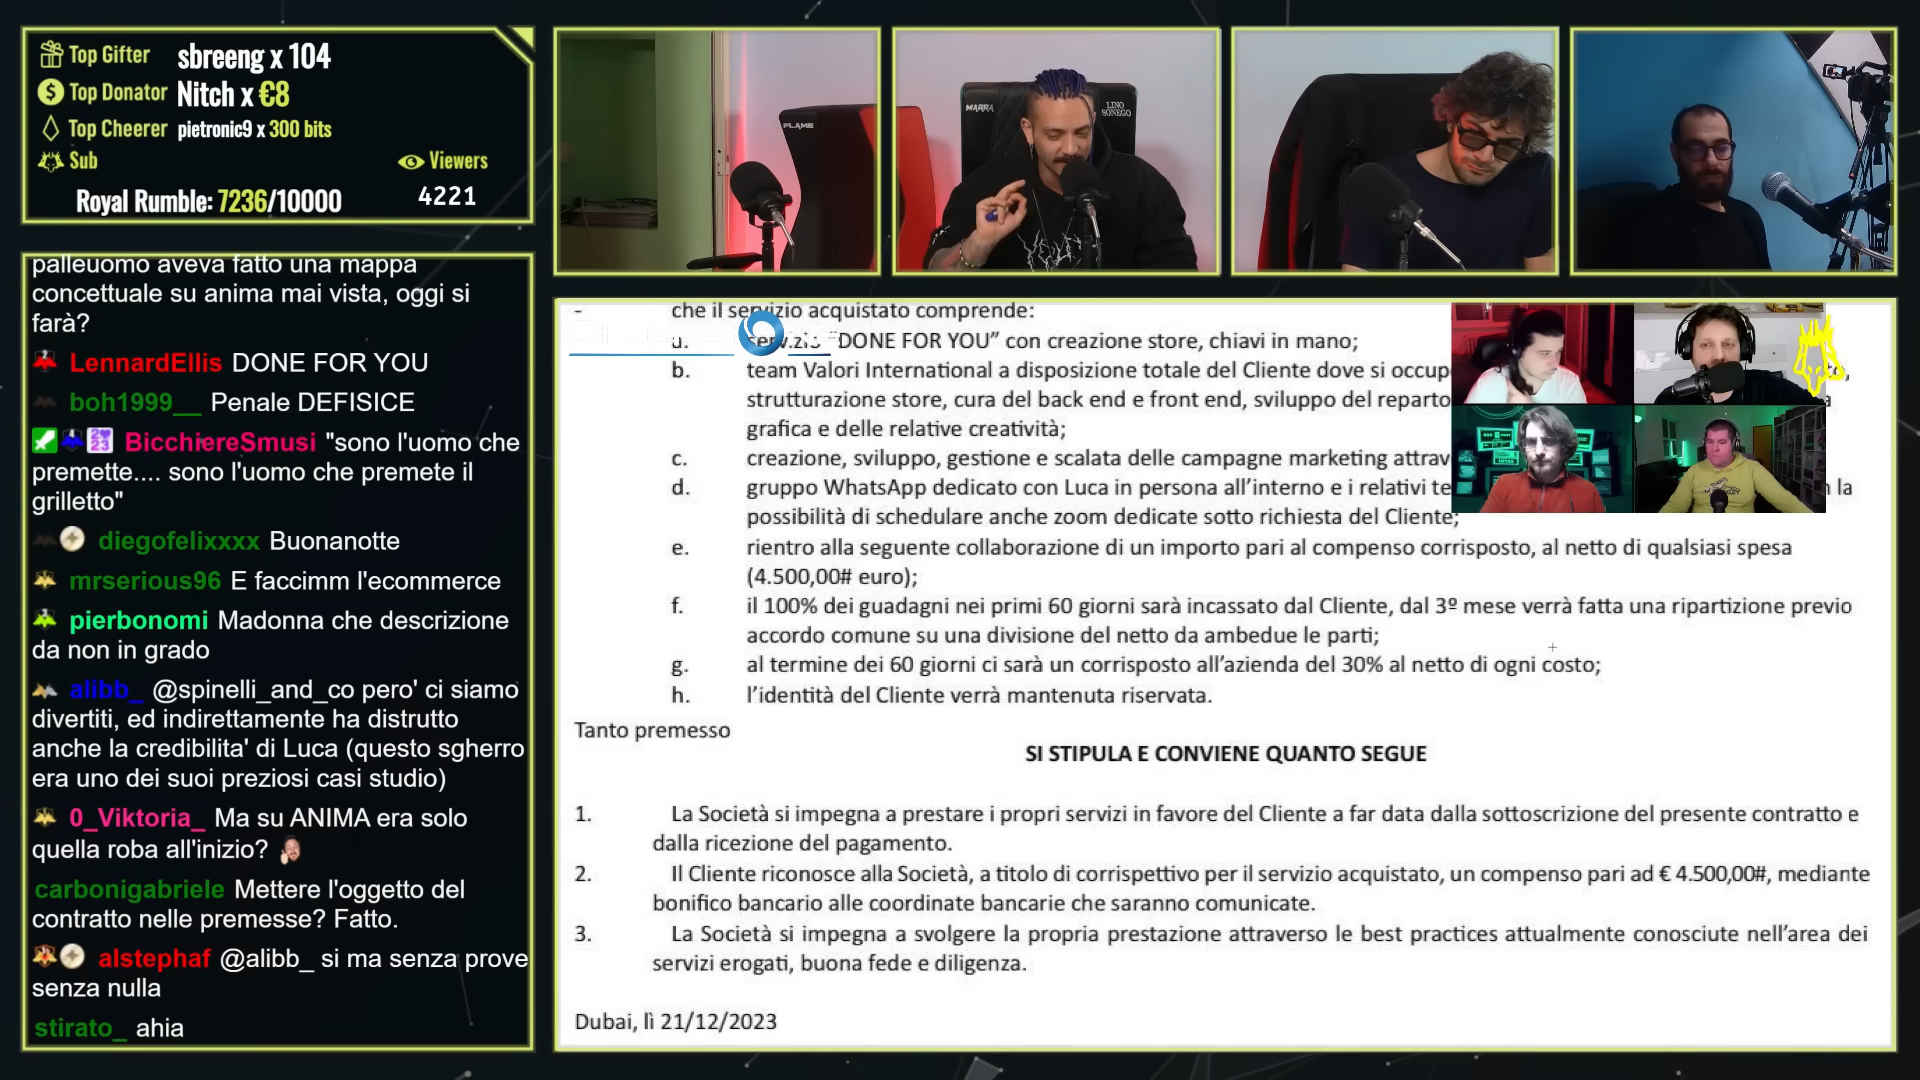 Top Gifter sbreeng x 104
Top Donator Nitch x €8
Top Cheerer pietronic9 x 300 bits
Sub
Viewers
Royal Rumble: 7236/10000
4221
palleuomo aveva fatto una mappa
concettuale su anima mai vista, oggi si
farà?
LennardEllis DONE FOR YOU
boh1999__ Penale DEFISICE
BicchiereSmusi "sono l'uomo che
premette.... sono l'uomo che premete il
grilletto"
diegofelixxxx Buonanotte
mrserious96 E faccimm l'ecommerce
pierbonomi Madonna che descrizione
da non in grado
alibb_ @spinelli_and_co pero' ci siamo
divertiti, ed indirettamente ha distrutto
anche la credibilita' di Luca (questo sgherro
era uno dei suoi preziosi casi studio)
0_Viktoria_ Ma su ANIMA era solo
quella roba all'inizio?
carbonigabriele Mettere l'oggetto del
contratto nelle premesse? Fatto.
alstephaf @alibb_ si ma senza prove
senza nulla
stirato_ ahia
FLAME
MARRA
LINO
SONEGO
- che il servizio acquistato comprende:
a. servizio "DONE FOR YOU” con creazione store, chiavi in mano;
b. team Valori International a disposizione totale del Cliente dove si occup
strutturazione store, cura del back end e front end, sviluppo del reparto
grafica e delle relative creatività;
c. creazione, sviluppo, gestione e scalata delle campagne marketing attrav
d. gruppo WhatsApp dedicato con Luca in persona all’interno e i relativi te la
possibilità di schedulare anche zoom dedicate sotto richiesta del Cliente;
e. rientro alla seguente collaborazione di un importo pari al compenso corrisposto, al netto di qualsiasi spesa
(4.500,00# euro);
f. il 100% dei guadagni nei primi 60 giorni sarà incassato dal Cliente, dal 3º mese verrà fatta una ripartizione previo
accordo comune su una divisione del netto da ambedue le parti;
g. al termine dei 60 giorni ci sarà un corrisposto all’azienda del 30% al netto di ogni costo;
h. l’identità del Cliente verrà mantenuta riservata.
Tanto premesso
SI STIPULA E CONVIENE QUANTO SEGUE
1. La Società si impegna a prestare i propri servizi in favore del Cliente a far data dalla sottoscrizione del presente contratto e
dalla ricezione del pagamento.
2. Il Cliente riconosce alla Società, a titolo di corrispettivo per il servizio acquistato, un compenso pari ad € 4.500,00#, mediante
bonifico bancario alle coordinate bancarie che saranno comunicate.
3. La Società si impegna a svolgere la propria prestazione attraverso le best practices attualmente conosciute nell’area dei
servizi erogati, buona fede e diligenza.
Dubai, lì 21/12/2023